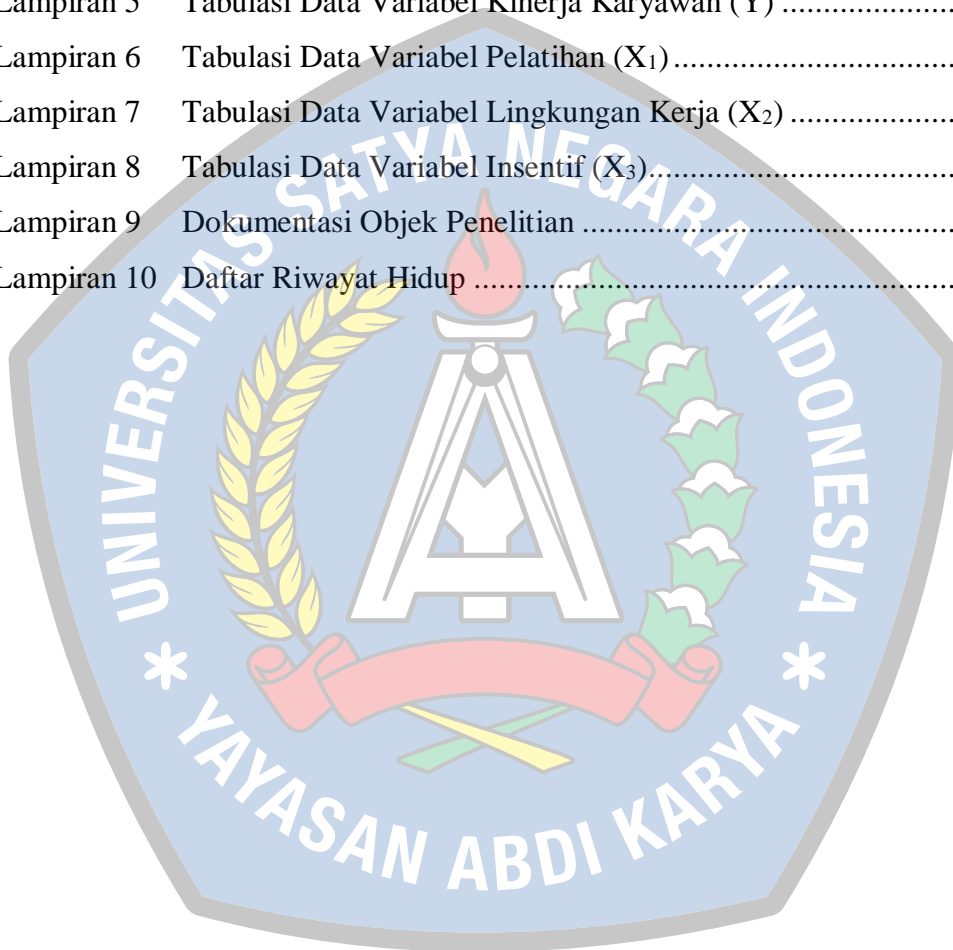 Lampiran 5 Tabulasi Data Variabel Kinerja Karyawan (Y) .....................
Lampiran 6 Tabulasi Data Variabel Pelatihan (X₁) ..................................
Lampiran 7 Tabulasi Data Variabel Lingkungan Kerja (X₂) ....................
Lampiran 8 Tabulasi Data Variabel Insentif (X₃).....................................
Lampiran 9 Dokumentasi Objek Penelitian .............................................
Lampiran 10 Daftar Riwayat Hidup ..........................................................
UNIVERSITAS SATYA NEGARA INDONESIA
* YAYASAN ABDI KARYA *